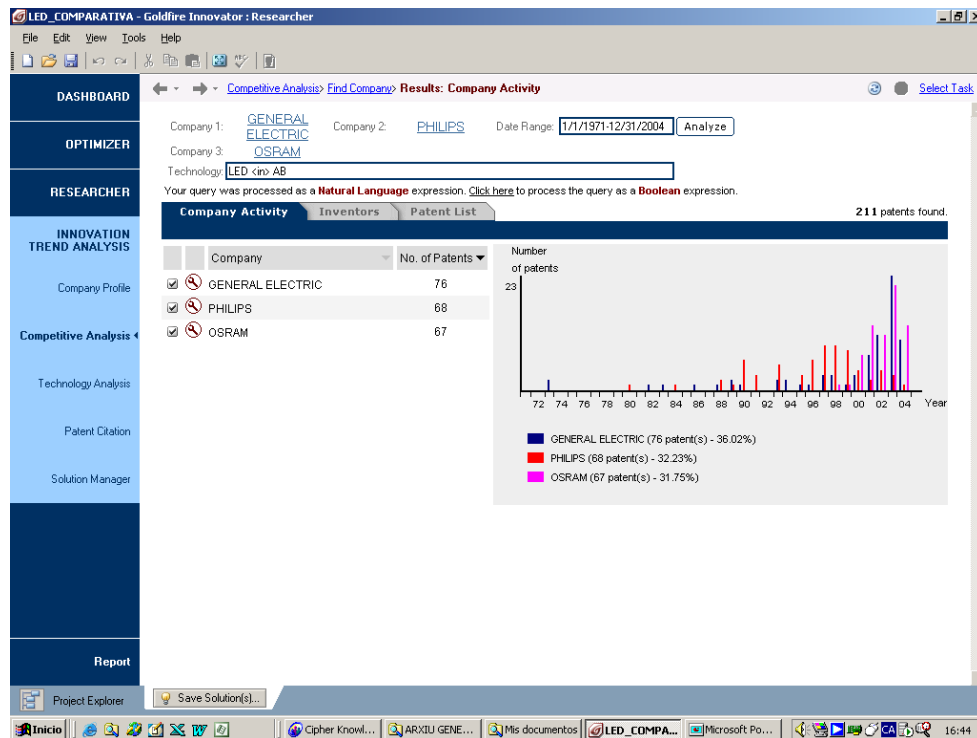 LED_COMPARATIVA - Goldfire Innovator : Researcher
File Edit View Tools Help
DASHBOARD
OPTIMIZER
RESEARCHER
INNOVATION
TREND ANALYSIS
Company Profile
Competitive Analysis
Technology Analysis
Patent Citation
Solution Manager
Report
Competitive Analysis> Find Company> Results: Company Activity
Select Task
Company 1: GENERAL ELECTRIC Company 2: PHILIPS Date Range: 1/1/1971-12/31/2004 Analyze
Company 3: OSRAM
Technology: LED <in> AB
Your query was processed as a Natural Language expression. Click here to process the query as a Boolean expression.
Company Activity Inventors Patent List 211 patents found.
Company No. of Patents
GENERAL ELECTRIC 76
PHILIPS 68
OSRAM 67
Number
of patents
23
72 74 76 78 80 82 84 86 88 90 92 94 96 98 00 02 04 Year
GENERAL ELECTRIC (76 patent(s) - 36.02%)
PHILIPS (68 patent(s) - 32.23%)
OSRAM (67 patent(s) - 31.75%)
Project Explorer Save Solution(s)...
Inicio Cipher Knowl... ARXIU GENE... Mis documentos LED_COMPA... Microsoft Po... CA 16:44